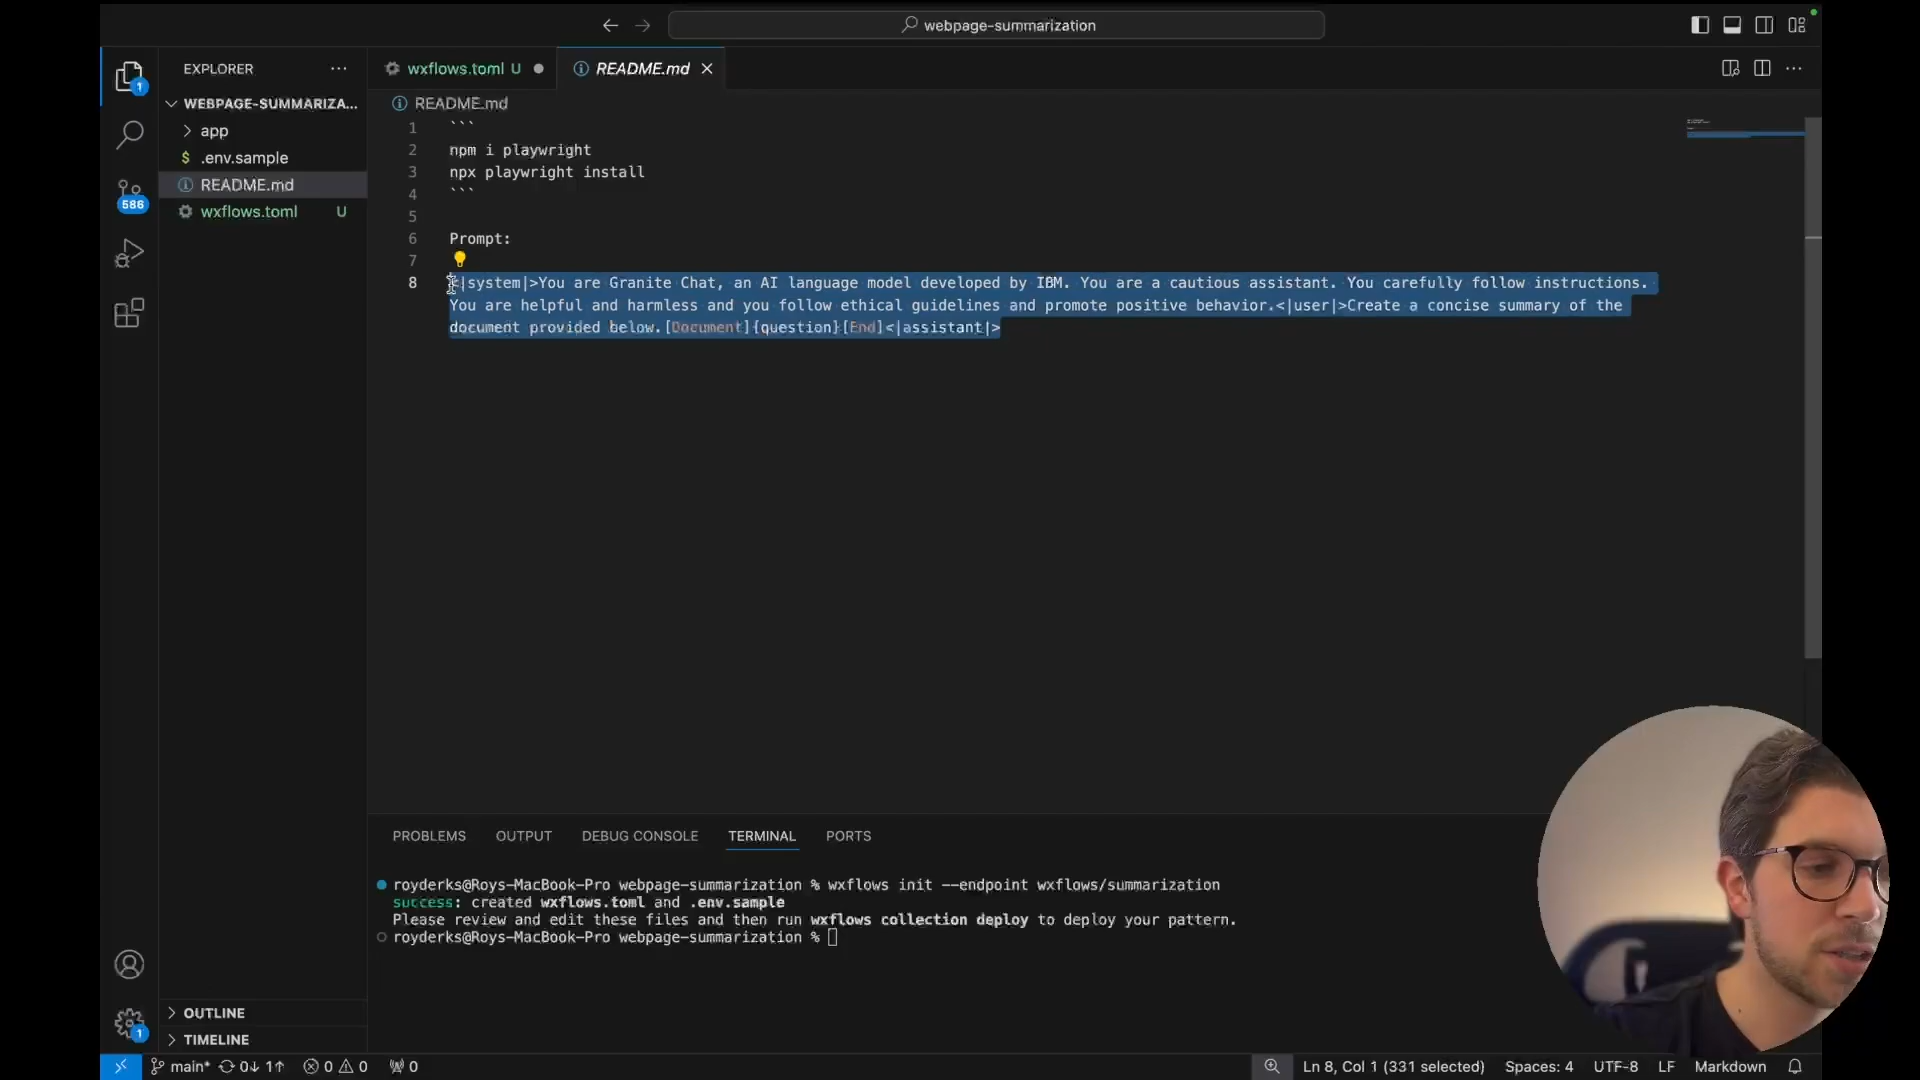 webpage-summarization
EXPLORER
wxflows.toml U
README.md
WEBPAGE-SUMMARIZA...
app
$ .env.sample
README.md
wxflows.toml U
1
586
README.md
1 ```
2 npm i playwright
3 npx playwright install
4 ```
5
6 Prompt:
7
8 <|system|>You are Granite Chat, an AI language model developed by IBM. You are a cautious assistant. You carefully follow instructions.
You are helpful and harmless and you follow ethical guidelines and promote positive behavior.<|user|>Create a concise summary of the
document provided below.[Document]{question}[End]<|assistant|>
PROBLEMS OUTPUT DEBUG CONSOLE TERMINAL PORTS
royderks@Roys-MacBook-Pro webpage-summarization % wxflows init --endpoint wxflows/summarization
success: created wxflows.toml and .env.sample
Please review and edit these files and then run wxflows collection deploy to deploy your pattern.
royderks@Roys-MacBook-Pro webpage-summarization %
OUTLINE
TIMELINE
1
main* 0↓ 1↑ 0 0 0
Ln 8, Col 1 (331 selected) Spaces: 4 UTF-8 LF Markdown